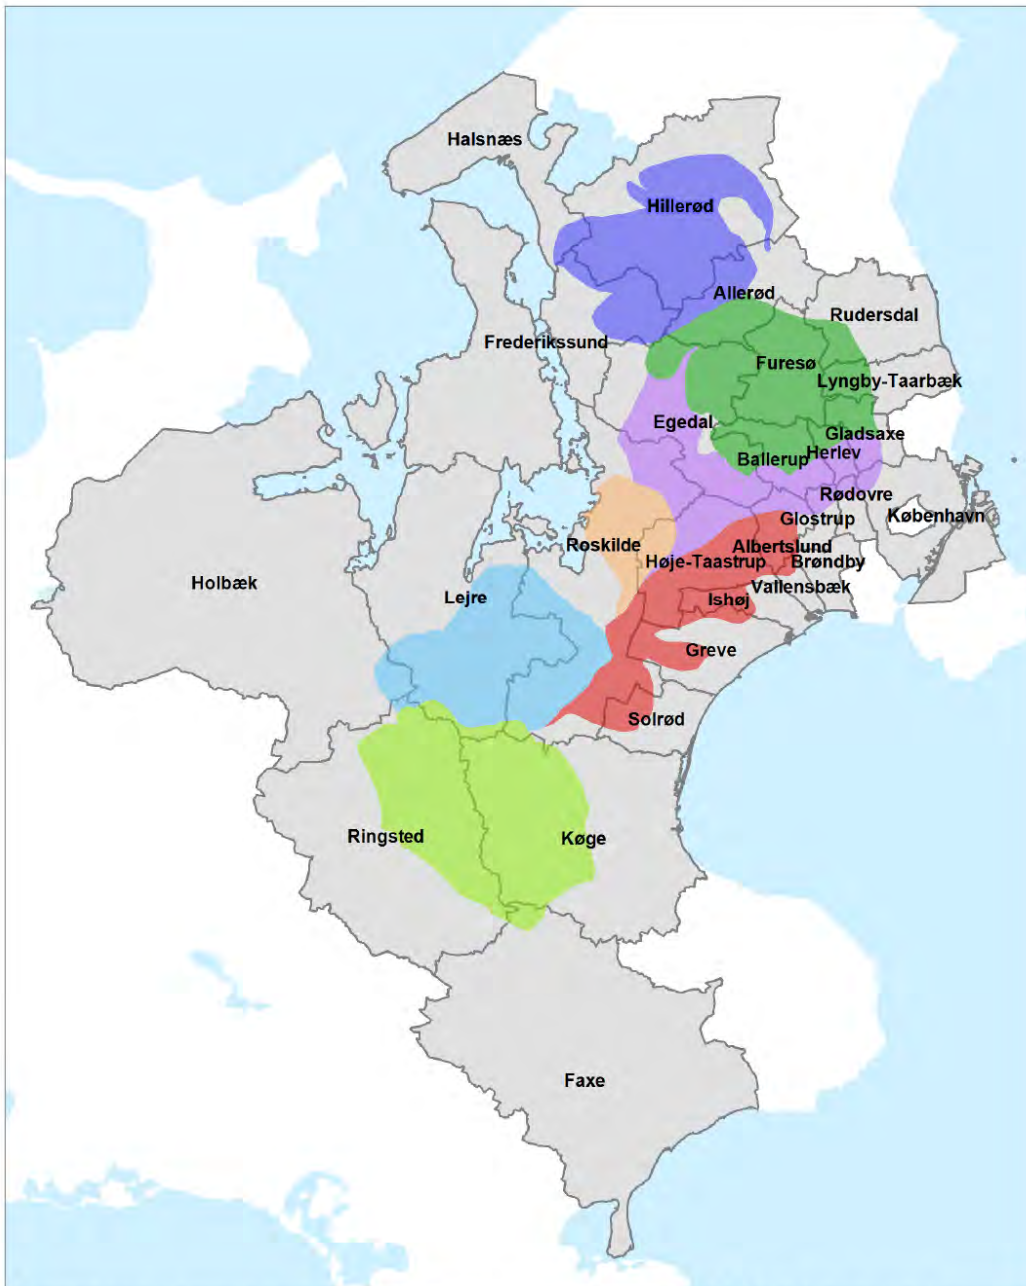 Halsnæs
Hillerød
Allerød
Rudersdal
Frederikssund
Furesø
Lyngby-Taarbæk
Egedal
Gladsaxe
Herlev
Ballerup
Rødovre
København
Glostrup
Roskilde
Albertslund
Høje-Taastrup
Brøndby
Holbæk
Vallensbæk
Lejre
Ishøj
Greve
Solrød
Ringsted
Køge
Faxe